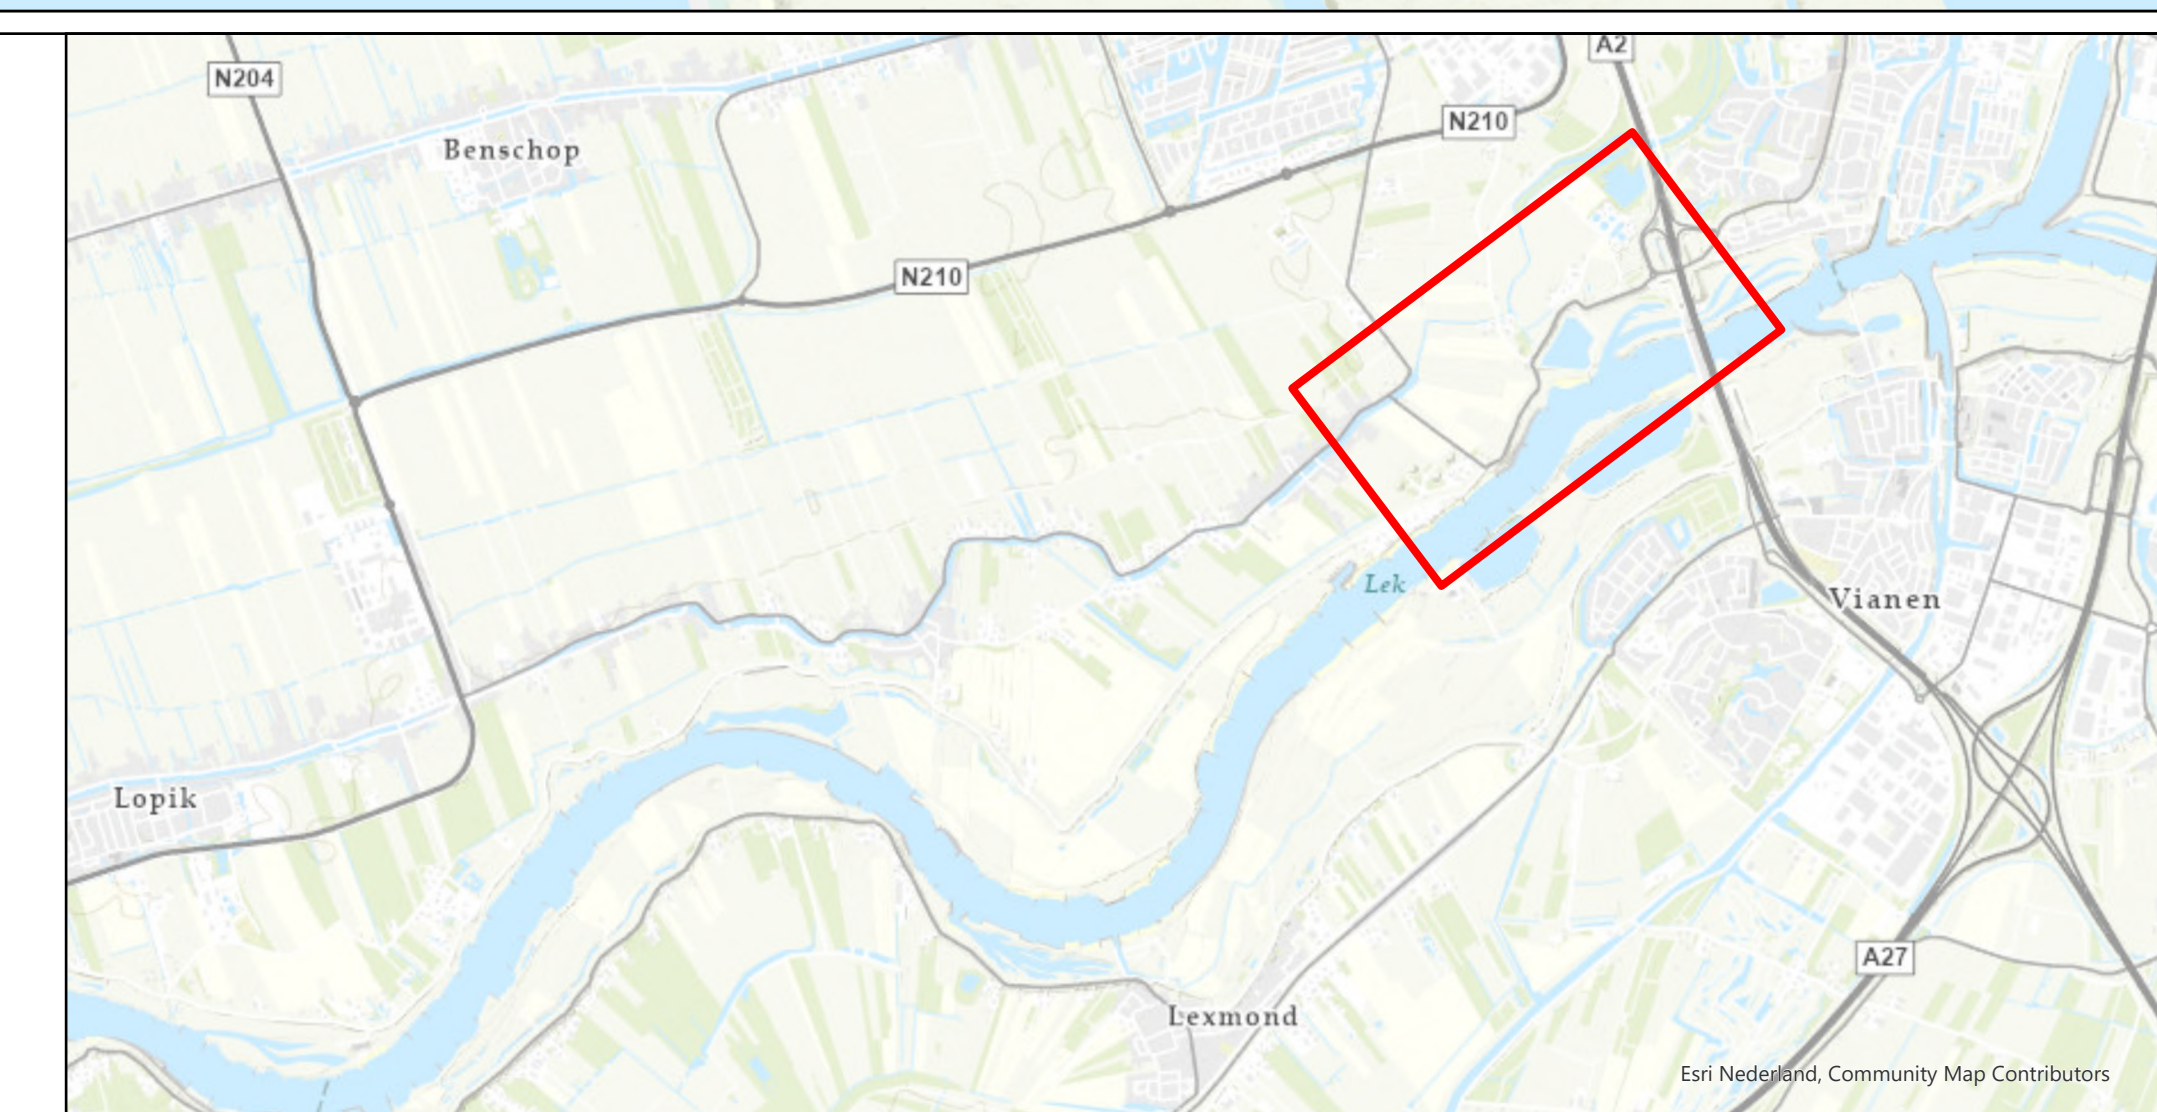 A2
N204
N210
Benschop
N210
Lek
Vianen
Lopik
A27
Lexmond
Esri Nederland, Community Map Contributors